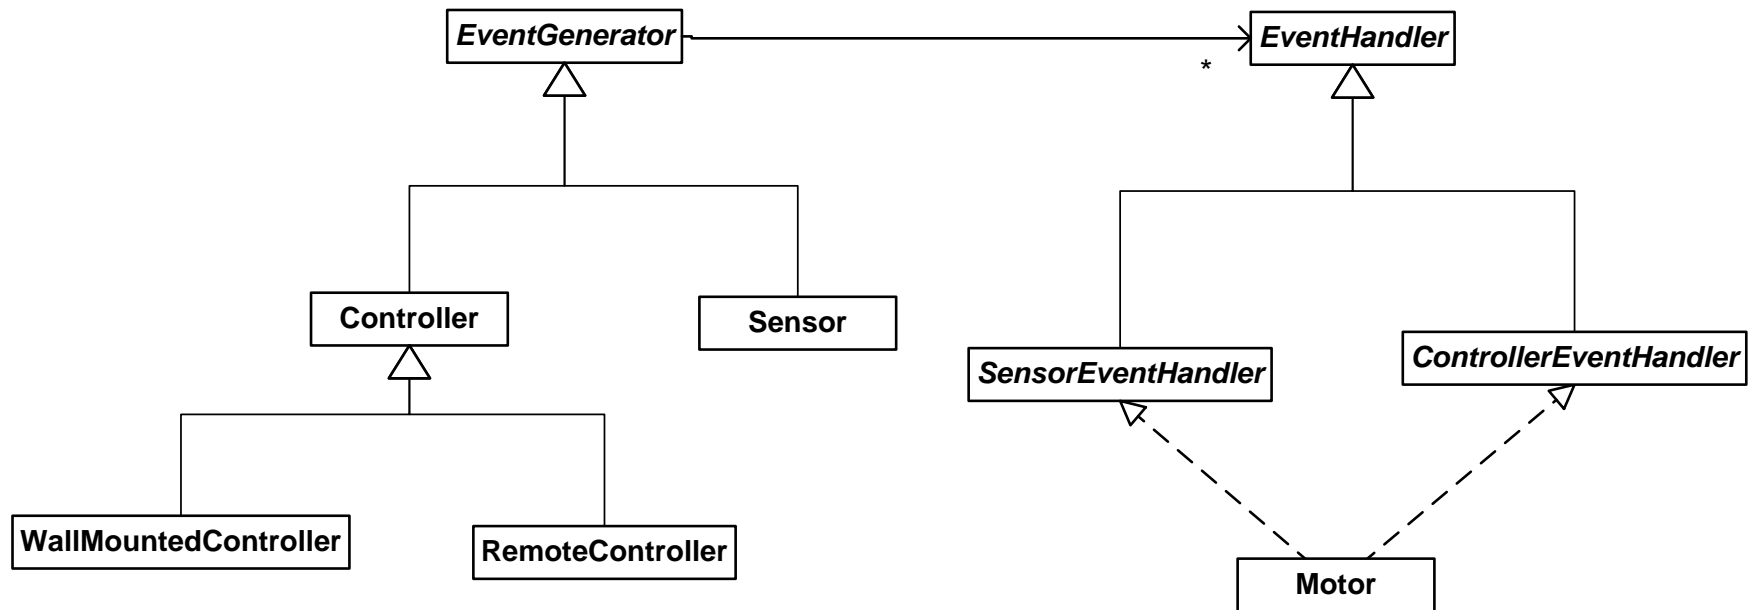 EventGenerator
EventHandler
*
Controller
Sensor
SensorEventHandler
ControllerEventHandler
WallMountedController
RemoteController
Motor